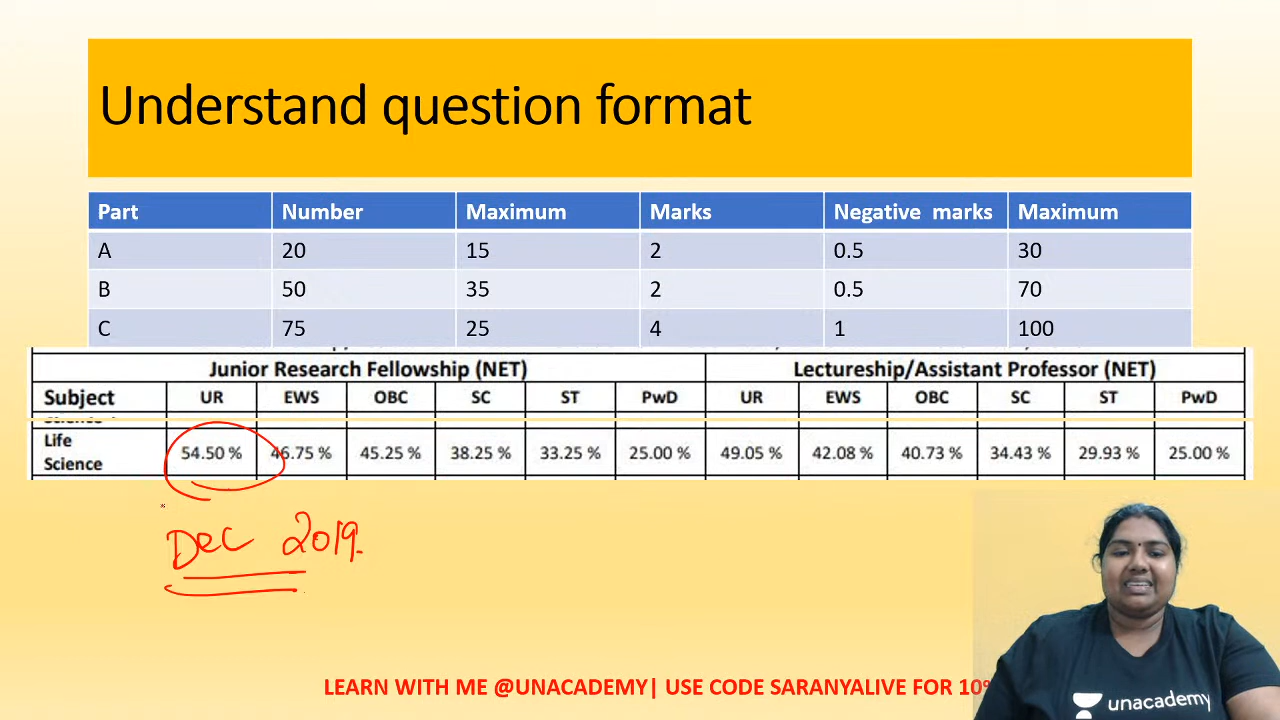 Understand question format
Part Number Maximum Marks Negative marks Maximum
A 20 15 2 0.5 30
B 50 35 2 0.5 70
C 75 25 4 1 100
Junior Research Fellowship (NET) Lectureship/Assistant Professor (NET)
Subject UR EWS OBC SC ST PwD UR EWS OBC SC ST PwD
Life
Science 54.50 % 46.75 % 45.25 % 38.25 % 33.25 % 25.00 % 49.05 % 42.08 % 40.73 % 34.43 % 29.93 % 25.00 %
Dec 2019.
LEARN WITH ME @UNACADEMY| USE CODE SARANYALIVE FOR 10
unacademy